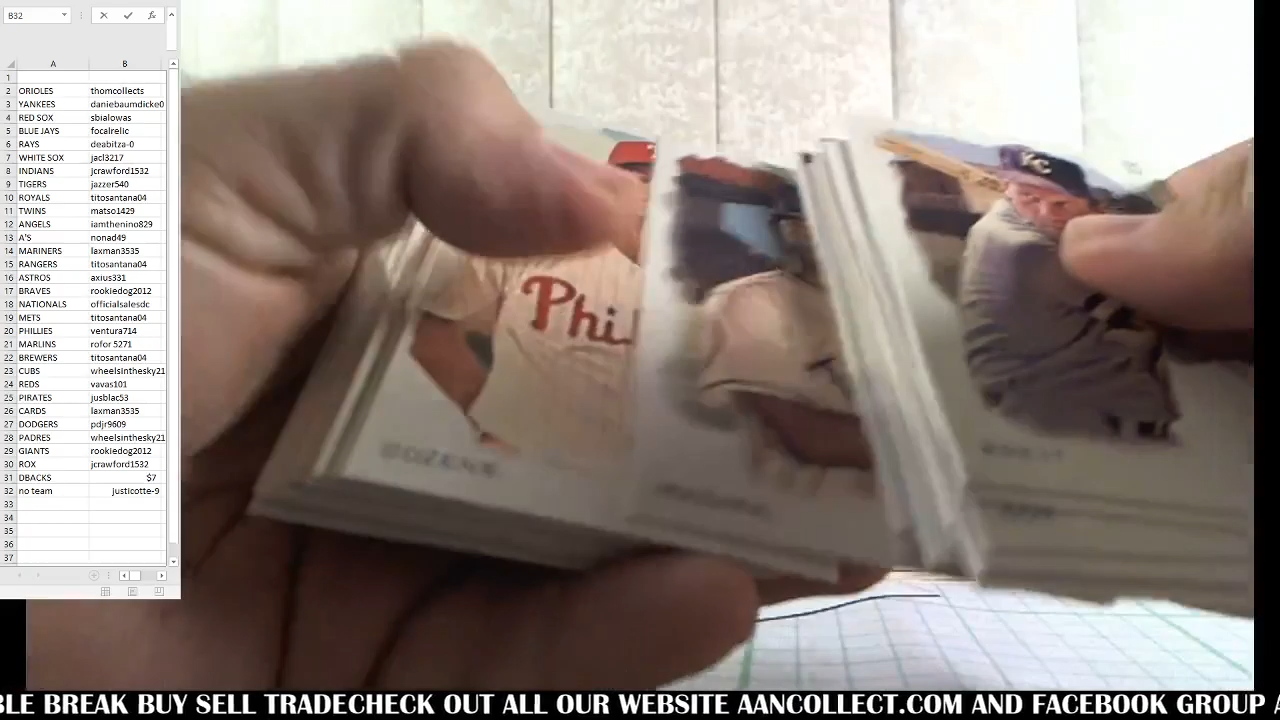 B32
A B
1
2 ORIOLES thomcollects
3 YANKEES daniebaumdicke0
4 RED SOX sbialowas
5 BLUE JAYS focalrelic
6 RAYS deabitza-0
7 WHITE SOX jacl3217
8 INDIANS jcrawford1532
9 TIGERS jazzer540
10 ROYALS titosantana04
11 TWINS matso1429
12 ANGELS iamthenino829
13 A'S nonad49
14 MARINERS laxman3535
15 RANGERS titosantana04
16 ASTROS axius331
17 BRAVES rookiedog2012
18 NATIONALS officialsalesdc
19 METS titosantana04
20 PHILLIES ventura714
21 MARLINS rofor 5271
22 BREWERS titosantana04
23 CUBS wheelsinthesky21
24 REDS vavas101
25 PIRATES jusblac53
26 CARDS laxman3535
27 DODGERS pdjr9609
28 PADRES wheelsinthesky21
29 GIANTS rookiedog2012
30 ROX jcrawford1532
31 DBACKS $7
32 no team justicotte-9
33
34
35
36
37
KC
Phi
BLE BREAK BUY SELL TRADECHECK OUT ALL OUR WEBSITE AANCOLLECT.COM AND FACEBOOK GROUP A